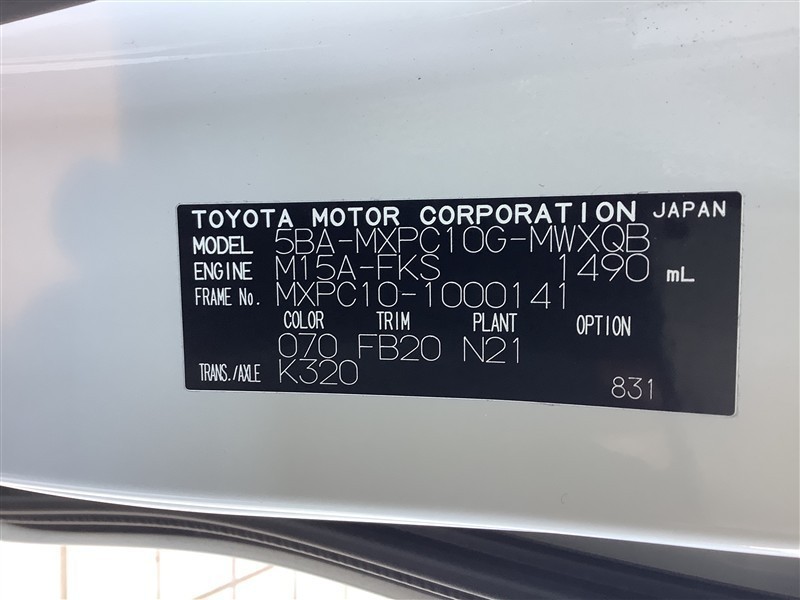 TOYOTA MOTOR CORPORATION JAPAN
MODEL 5BA-MXPC10G-MWXQB
ENGINE M15A-FKS 1490 mL
FRAME No. MXPC10-1000141
COLOR TRIM PLANT OPTION
070 FB20 N21
TRANS./AXLE K320
831